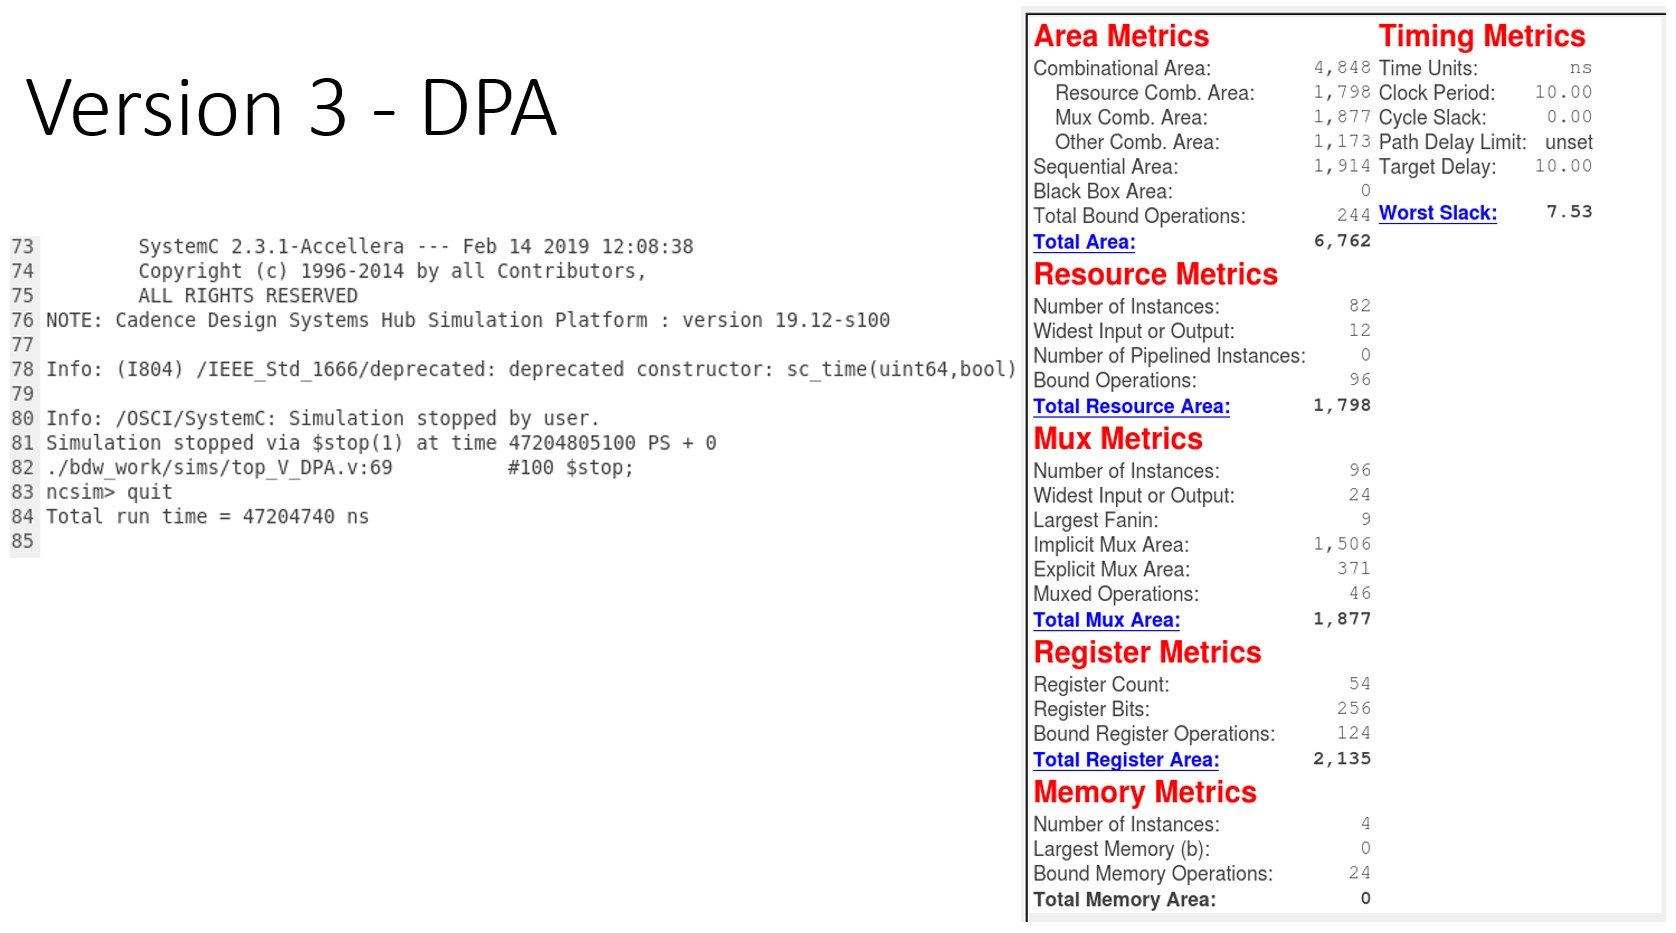 Version 3 - DPA
73 SystemC 2.3.1-Accellera --- Feb 14 2019 12:08:38
74 Copyright (c) 1996-2014 by all Contributors,
75 ALL RIGHTS RESERVED
76 NOTE: Cadence Design Systems Hub Simulation Platform : version 19.12-s100
77
78 Info: (I804) /IEEE_Std_1666/deprecated: deprecated constructor: sc_time(uint64,bool)
79
80 Info: /OSCI/SystemC: Simulation stopped by user.
81 Simulation stopped via $stop(1) at time 47204805100 PS + 0
82 ./bdw_work/sims/top_V_DPA.v:69 #100 $stop;
83 ncsim> quit
84 Total run time = 47204740 ns
85
Area Metrics
Combinational Area: 4,848
Resource Comb. Area: 1,798
Mux Comb. Area: 1,877
Other Comb. Area: 1,173
Sequential Area: 1,914
Black Box Area: 0
Total Bound Operations: 244
Total Area: 6,762
Resource Metrics
Number of Instances: 82
Widest Input or Output: 12
Number of Pipelined Instances: 0
Bound Operations: 96
Total Resource Area: 1,798
Mux Metrics
Number of Instances: 96
Widest Input or Output: 24
Largest Fanin: 9
Implicit Mux Area: 1,506
Explicit Mux Area: 371
Muxed Operations: 46
Total Mux Area: 1,877
Register Metrics
Register Count: 54
Register Bits: 256
Bound Register Operations: 124
Total Register Area: 2,135
Memory Metrics
Number of Instances: 4
Largest Memory (b): 0
Bound Memory Operations: 24
Total Memory Area: 0
Timing Metrics
Time Units: ns
Clock Period: 10.00
Cycle Slack: 0.00
Path Delay Limit: unset
Target Delay: 10.00
Worst Slack: 7.53